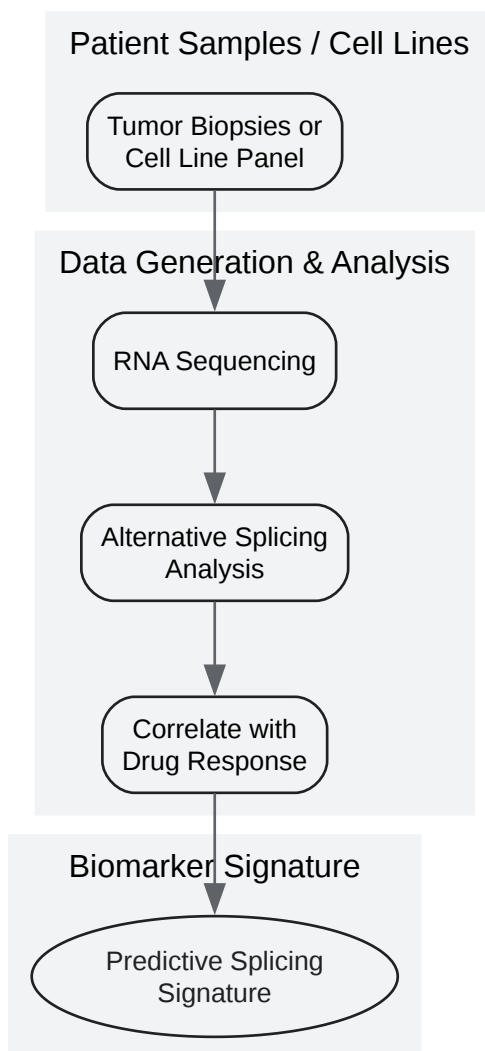 Patient Samples / Cell Lines
Tumor Biopsies or
Cell Line Panel
Data Generation & Analysis
RNA Sequencing
Alternative Splicing
Analysis
Correlate with
Drug Response
Biomarker Signature
Predictive Splicing
Signature